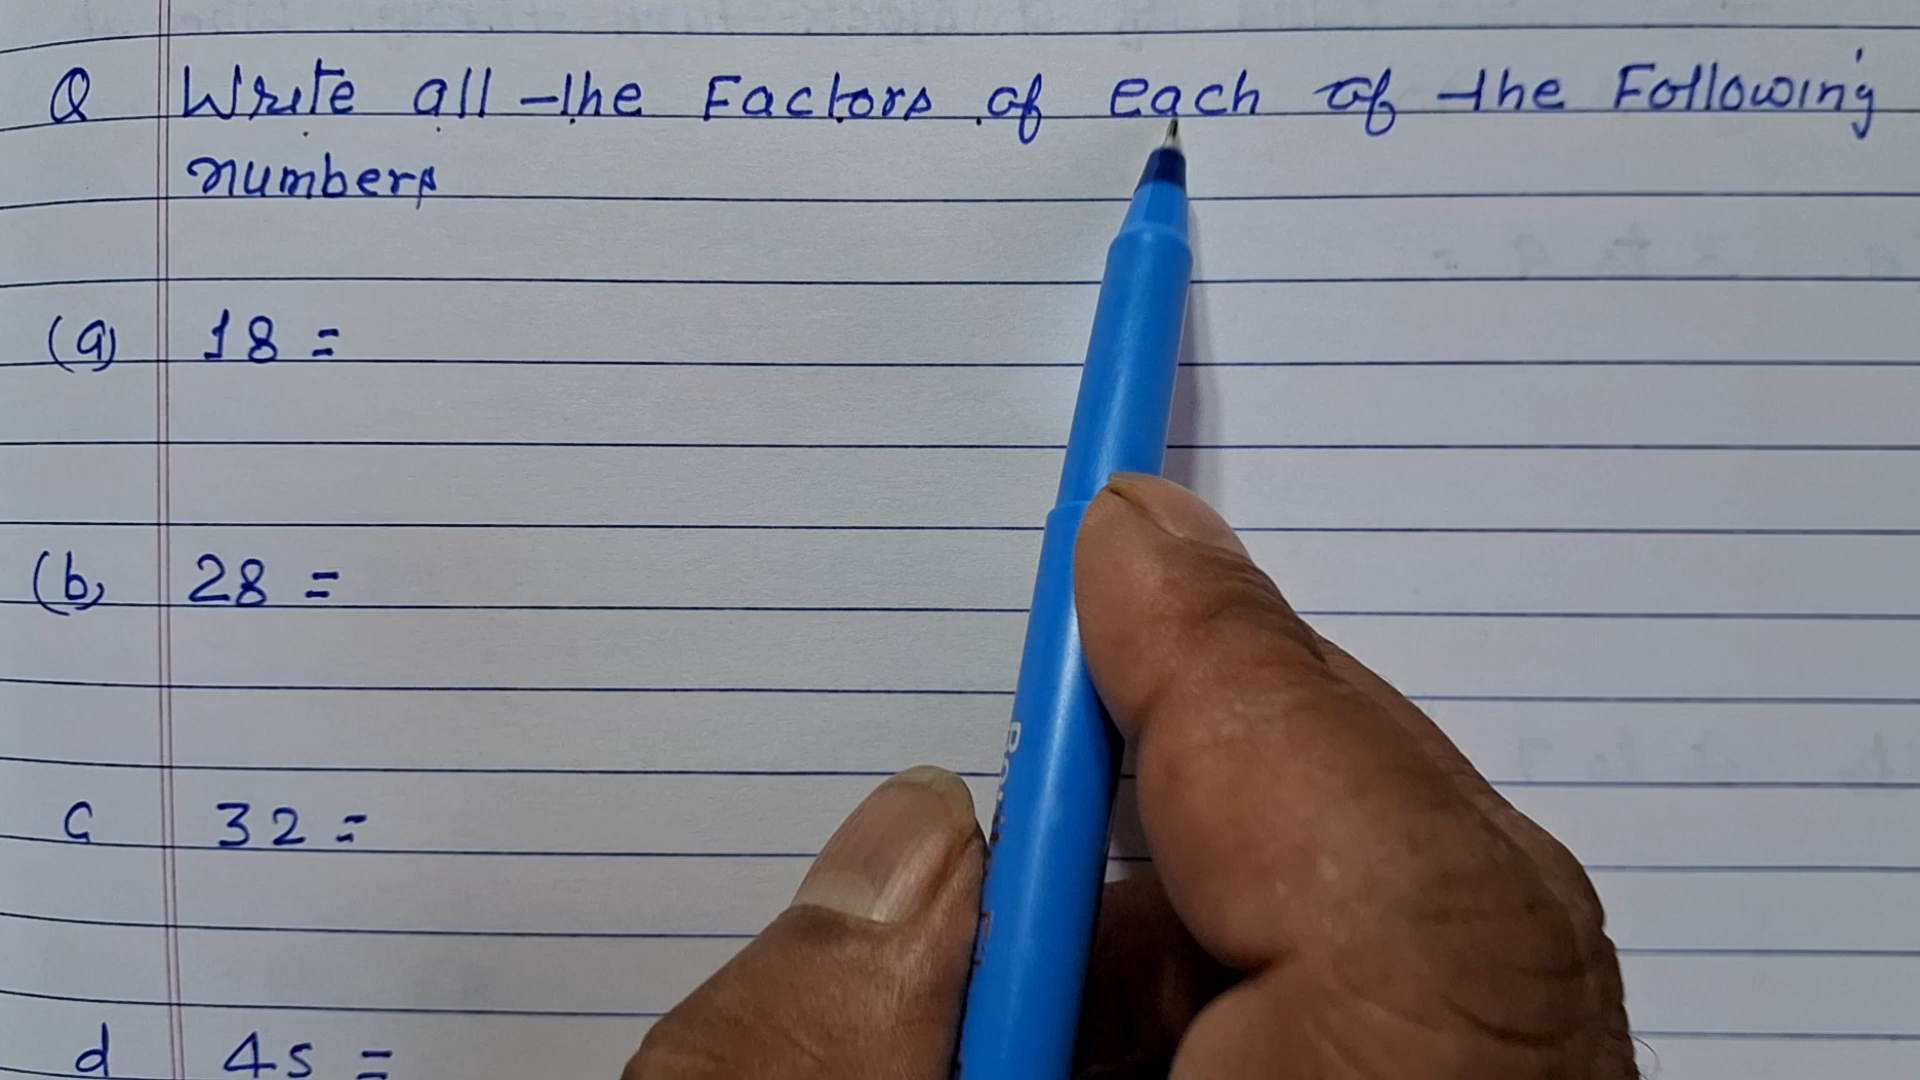 Q Write all the Factors of each of the Following
numbers
(a) 18 =
(b) 28 =
c 32 =
d 45 =